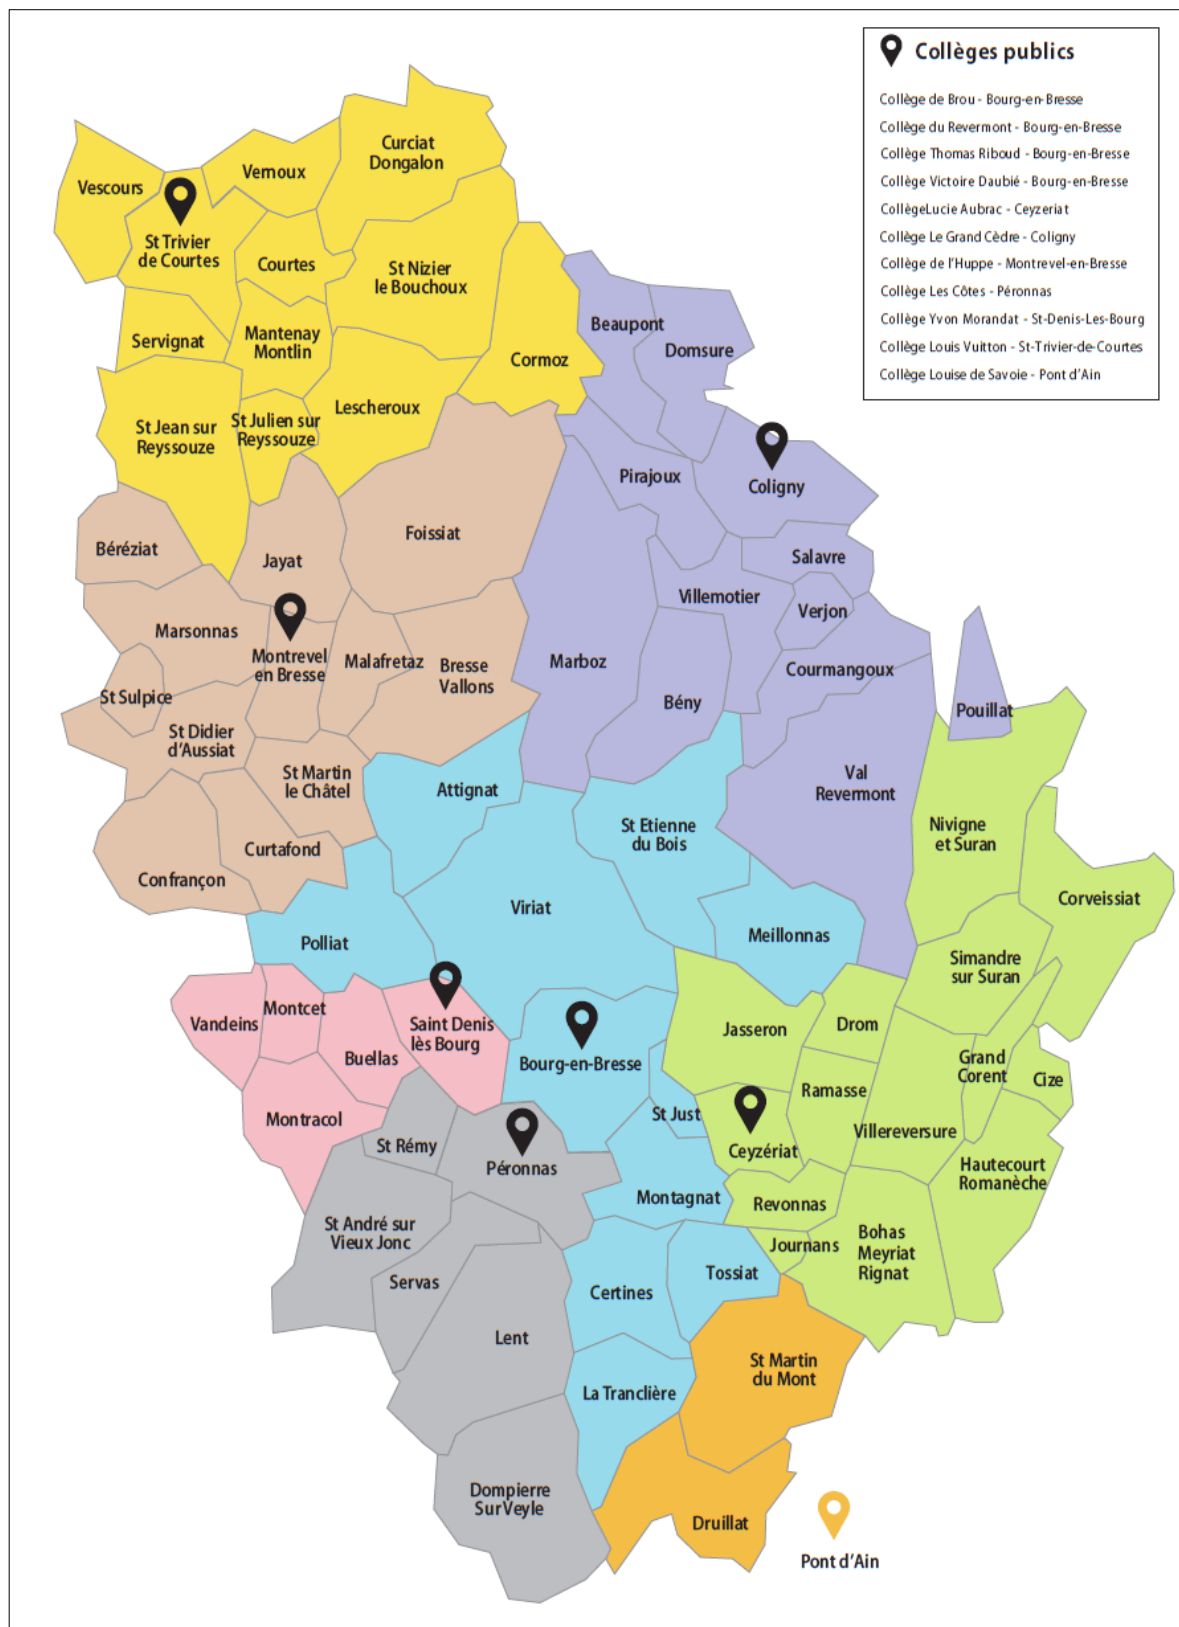 Collèges publics
Collège de Brou - Bourg-en-Bresse
Collège du Revermont - Bourg-en-Bresse
Collège Thomas Riboud - Bourg-en-Bresse
Collège Victoire Daubié - Bourg-en-Bresse
CollègeLucie Aubrac - Ceyzeriat
Collège Le Grand Cèdre - Coligny
Collège de l'Huppe - Montrevel-en-Bresse
Collège Les Côtes - Péronnas
Collège Yvon Morandat - St-Denis-Les-Bourg
Collège Louis Vuitton - St-Trivier-de-Courtes
Collège Louise de Savoie - Pont d'Ain
Curciat
Dongalon
Vernoux
Vescours
St Trivier
de Courtes
Courtes
St Nizier
le Bouchoux
Servignat
Mantenay
Montlin
Cormoz
Beaupont
Domsure
St Jean sur
Reyssouze
St Julien sur
Reyssouze
Lescheroux
Pirajoux
Coligny
Béréziat
Jayat
Foissiat
Salavre
Villemotier
Verjon
Marsonnas
Montrevel
en Bresse
Malafretaz
Bresse
Vallons
Marboz
Bény
Courmangoux
Pouillat
St Sulpice
St Didier
d'Aussiat
St Martin
le Châtel
Attignat
Val
Revermont
St Etienne
du Bois
Nivigne
et Suran
Curtafond
Confrançon
Corveissiat
Viriat
Polliat
Meillonnas
Simandre
sur Suran
Vandeins
Montcet
Buellas
Saint Denis
lès Bourg
Bourg-en-Bresse
Jasseron
Drom
Grand
Corent
Cize
Ramasse
Montracol
St Rémy
Péronnas
St Just
Ceyzériat
Villereversure
Hautecourt
Romanèche
Montagnat
Revonnas
St André sur
Vieux Jonc
Journans
Bohas
Meyriat
Rignat
Servas
Certines
Tossiat
Lent
St Martin
du Mont
La Tranclière
Dompierre
Sur Veyle
Druillat
Pont d'Ain